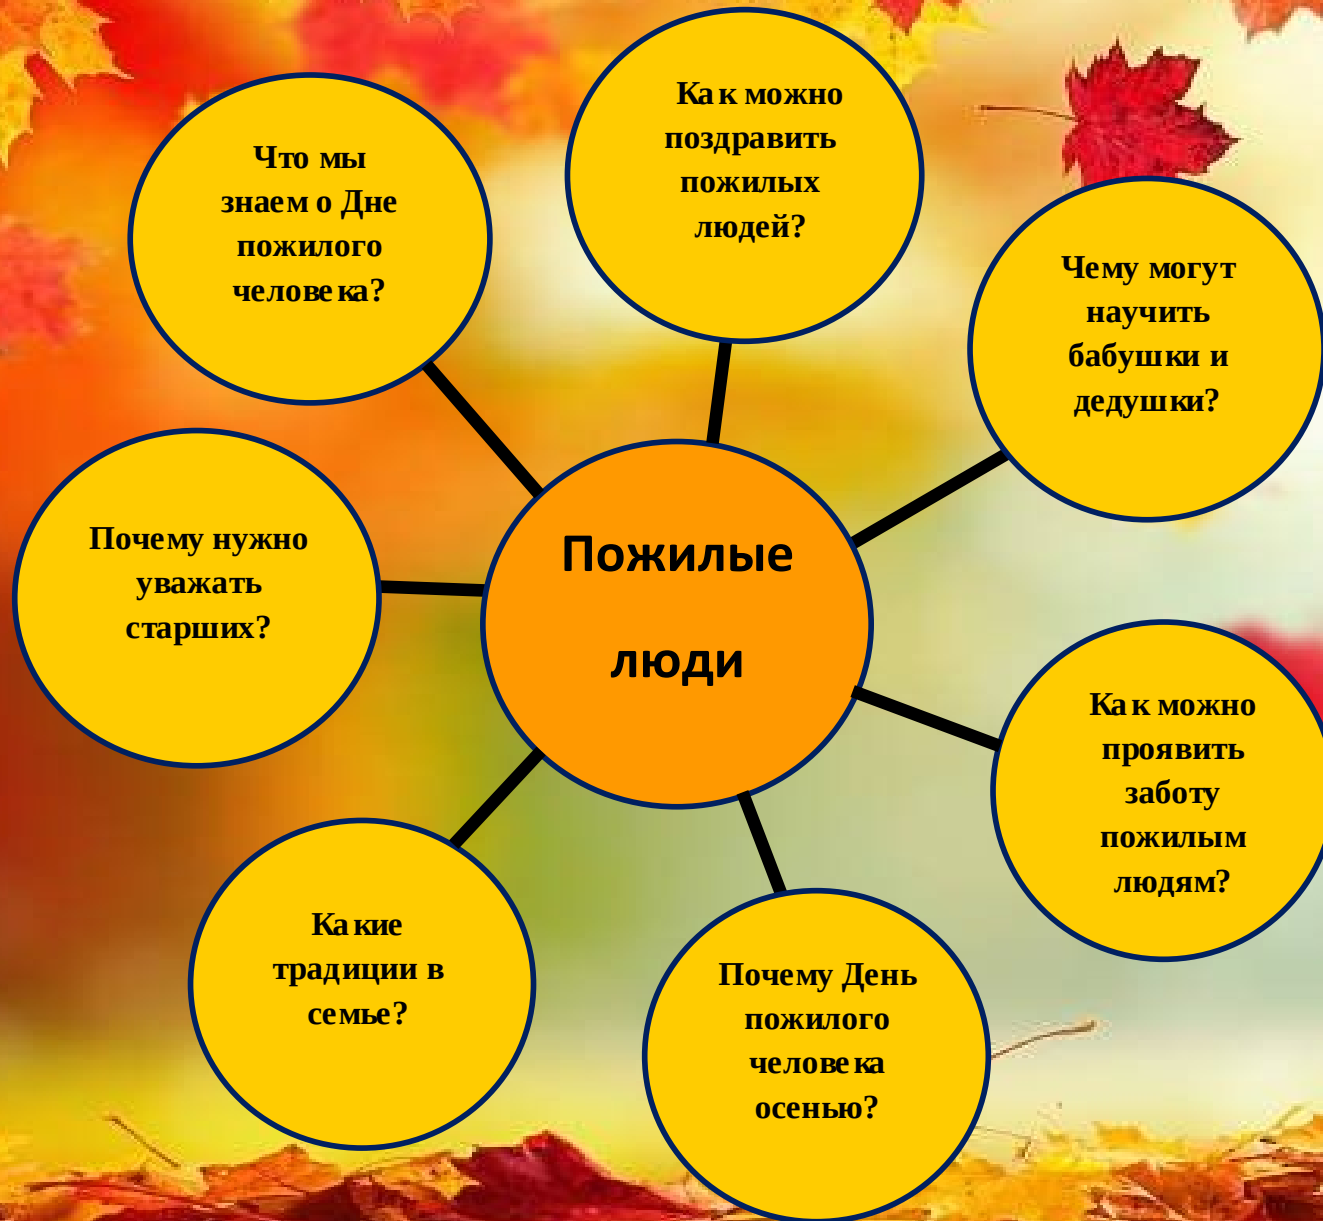 Как можно
поздравить
пожилых
людей?
Что мы
знаем о Дне
пожилого
человека?
Чему могут
научить
бабушки и
дедушки?
Почему нужно
уважать
старших?
Пожилые
люди
Как можно
проявить
заботу
пожилым
людям?
Какие
традиции в
семье?
Почему День
пожилого
человека
осенью?